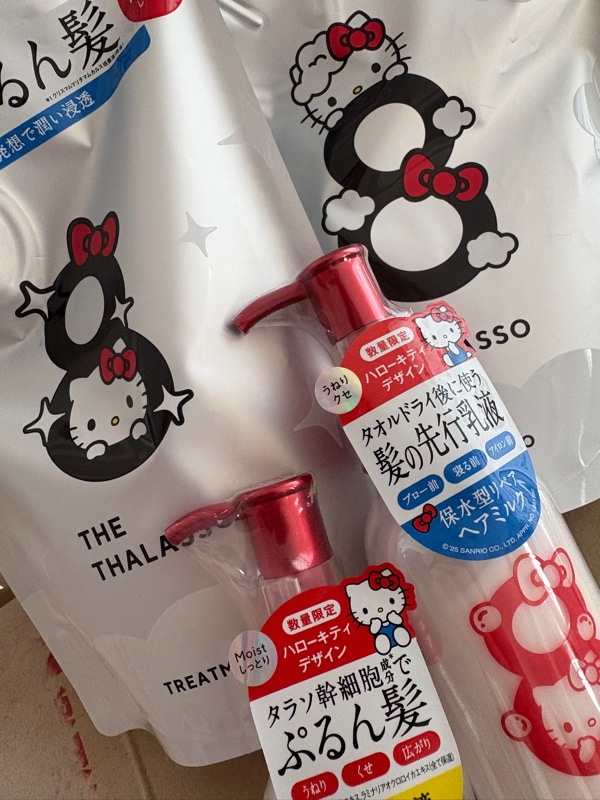 るん髪
発想で潤い浸透
THE
THALASSO
TREATM
SSO
数量限定
ハローキティ
デザイン
うねり
クセ
タオルドライ後に使う
髪の先行乳液
ブロー前
寝る前
アイロン前
保水型リペア
ヘアミルク
©'25 SANRIO CO., LTD. APPR. NO.
数量限定
ハローキティ
デザイン
Moist
しっとり
タラソ幹細胞成分*で
ぷるん髪
うねり
くせ
広がり